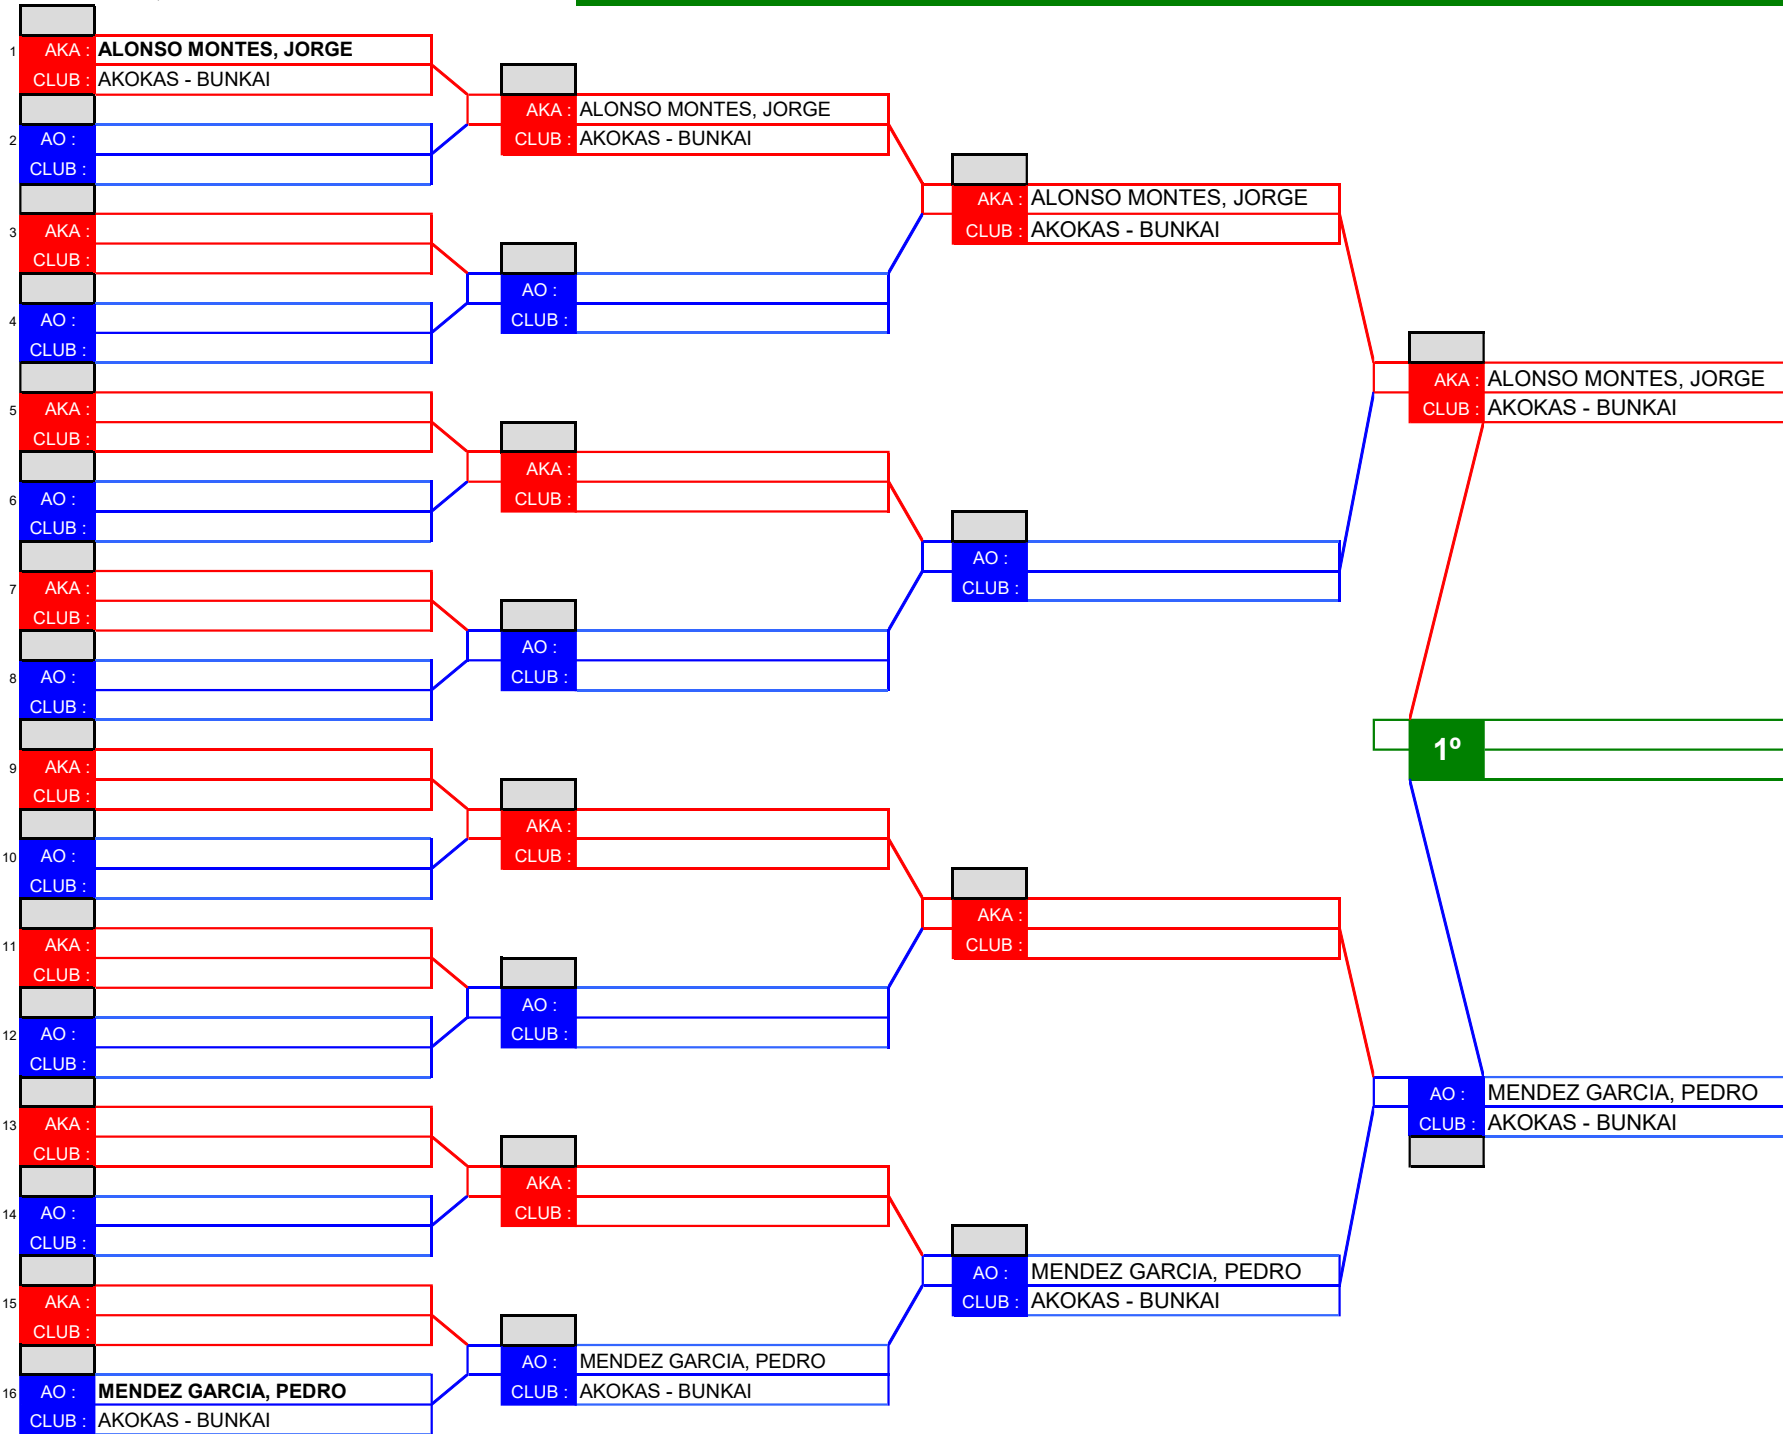 1 AKA : ALONSO MONTES, JORGE
CLUB : AKOKAS - BUNKAI
2 AO :
CLUB :
3 AKA :
CLUB :
4 AO :
CLUB :
5 AKA :
CLUB :
6 AO :
CLUB :
7 AKA :
CLUB :
8 AO :
CLUB :
9 AKA :
CLUB :
10 AO :
CLUB :
11 AKA :
CLUB :
12 AO :
CLUB :
13 AKA :
CLUB :
14 AO :
CLUB :
15 AKA :
CLUB :
16 AO : MENDEZ GARCIA, PEDRO
CLUB : AKOKAS - BUNKAI
AKA : ALONSO MONTES, JORGE
CLUB : AKOKAS - BUNKAI
AO :
CLUB :
AKA :
CLUB :
AO :
CLUB :
AKA :
CLUB :
AO :
CLUB :
AKA :
CLUB :
AO : MENDEZ GARCIA, PEDRO
CLUB : AKOKAS - BUNKAI
AKA : ALONSO MONTES, JORGE
CLUB : AKOKAS - BUNKAI
AO :
CLUB :
AKA :
CLUB :
AO : MENDEZ GARCIA, PEDRO
CLUB : AKOKAS - BUNKAI
AKA : ALONSO MONTES, JORGE
CLUB : AKOKAS - BUNKAI
1º
AO : MENDEZ GARCIA, PEDRO
CLUB : AKOKAS - BUNKAI